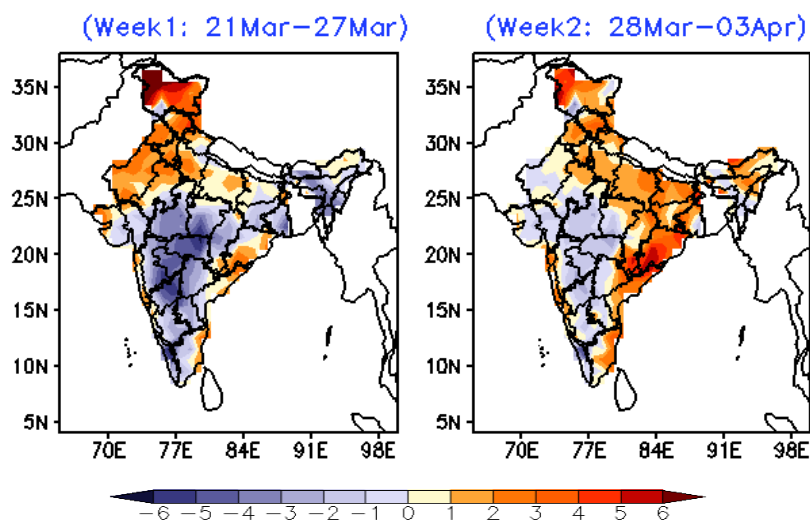 (Week1: 21Mar−27Mar)
(Week2: 28Mar−03Apr)
35N
30N
25N
20N
15N
10N
5N
70E 77E 84E 91E 98E
35N
30N
25N
20N
15N
10N
5N
70E 77E 84E 91E 98E
−6 −5 −4 −3 −2 −1 0 1 2 3 4 5 6